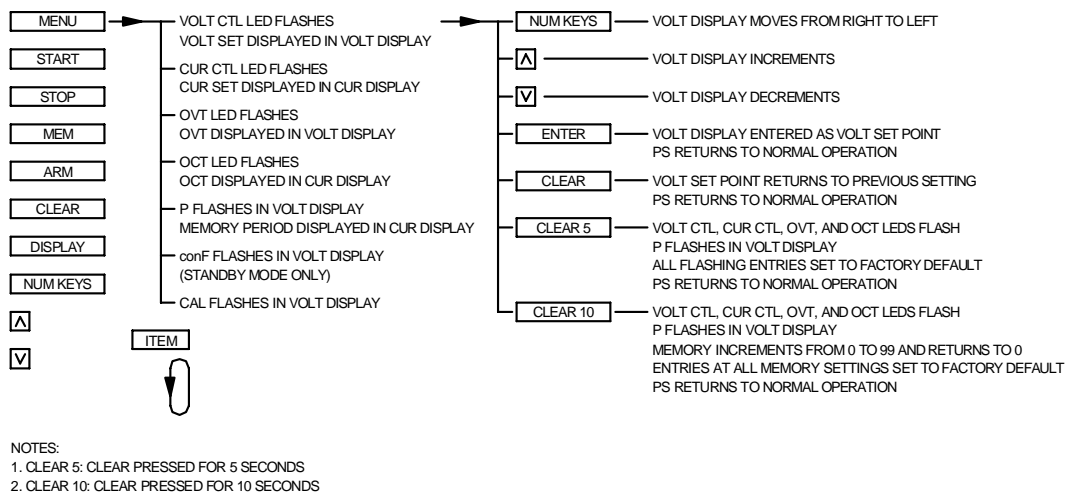 MENU
START
STOP
MEM
ARM
CLEAR
DISPLAY
NUM KEYS
VOLT CTL LED FLASHES
VOLT SET DISPLAYED IN VOLT DISPLAY
CUR CTL LED FLASHES
CUR SET DISPLAYED IN CUR DISPLAY
OVT LED FLASHES
OVT DISPLAYED IN VOLT DISPLAY
OCT LED FLASHES
OCT DISPLAYED IN CUR DISPLAY
P FLASHES IN VOLT DISPLAY
MEMORY PERIOD DISPLAYED IN CUR DISPLAY
conF FLASHES IN VOLT DISPLAY
(STANDBY MODE ONLY)
CAL FLASHES IN VOLT DISPLAY
ITEM
NUM KEYS
VOLT DISPLAY MOVES FROM RIGHT TO LEFT
VOLT DISPLAY INCREMENTS
VOLT DISPLAY DECREMENTS
ENTER
VOLT DISPLAY ENTERED AS VOLT SET POINT
PS RETURNS TO NORMAL OPERATION
CLEAR
VOLT SET POINT RETURNS TO PREVIOUS SETTING
PS RETURNS TO NORMAL OPERATION
CLEAR 5
VOLT CTL, CUR CTL, OVT, AND OCT LEDS FLASH
P FLASHES IN VOLT DISPLAY
ALL FLASHING ENTRIES SET TO FACTORY DEFAULT
PS RETURNS TO NORMAL OPERATION
CLEAR 10
VOLT CTL, CUR CTL, OVT, AND OCT LEDS FLASH
P FLASHES IN VOLT DISPLAY
MEMORY INCREMENTS FROM 0 TO 99 AND RETURNS TO 0
ENTRIES AT ALL MEMORY SETTINGS SET TO FACTORY DEFAULT
PS RETURNS TO NORMAL OPERATION
NOTES:
1. CLEAR 5: CLEAR PRESSED FOR 5 SECONDS
2. CLEAR 10: CLEAR PRESSED FOR 10 SECONDS